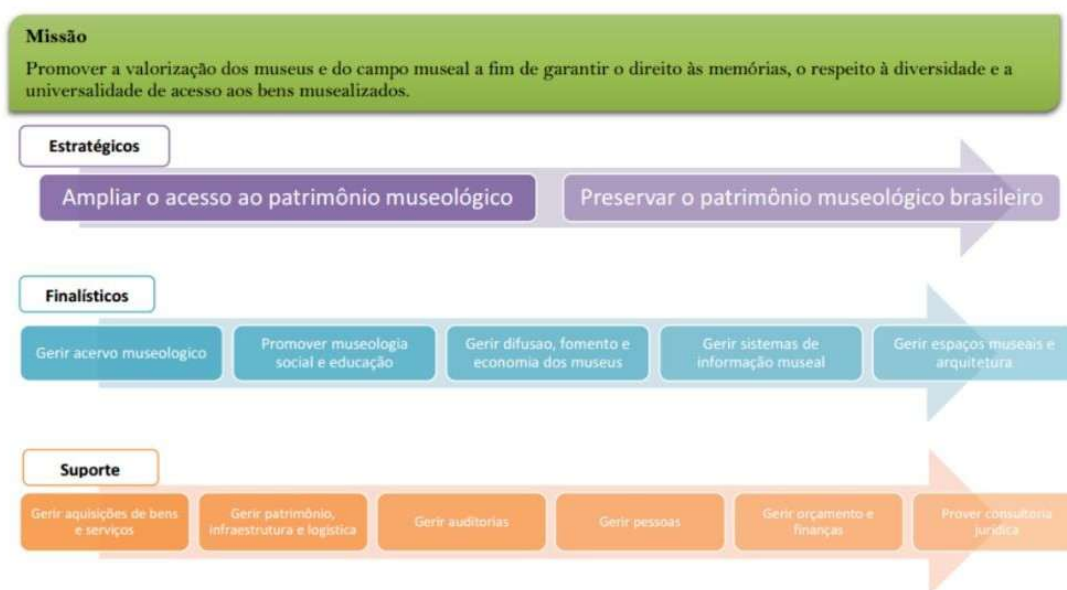 Missão
Promover a valorização dos museus e do campo museal a fim de garantir o direito às memórias, o respeito à diversidade e a
universalidade de acesso aos bens musealizados.
Estratégicos
Ampliar o acesso ao patrimônio museológico
Preservar o patrimônio museológico brasileiro
Finalísticos
Gerir acervo museologico
Promover museologia
social e educação
Gerir difusao, fomento e
economia dos museus
Gerir sistemas de
informação museal
Gerir espaços museais e
arquitetura
Suporte
Gerir aquisições de bens
e serviços
Gerir patrimônio,
infraestrutura e logística
Gerir auditorias
Gerir pessoas
Gerir orçamento e
finanças
Prover consultoria
jurídica